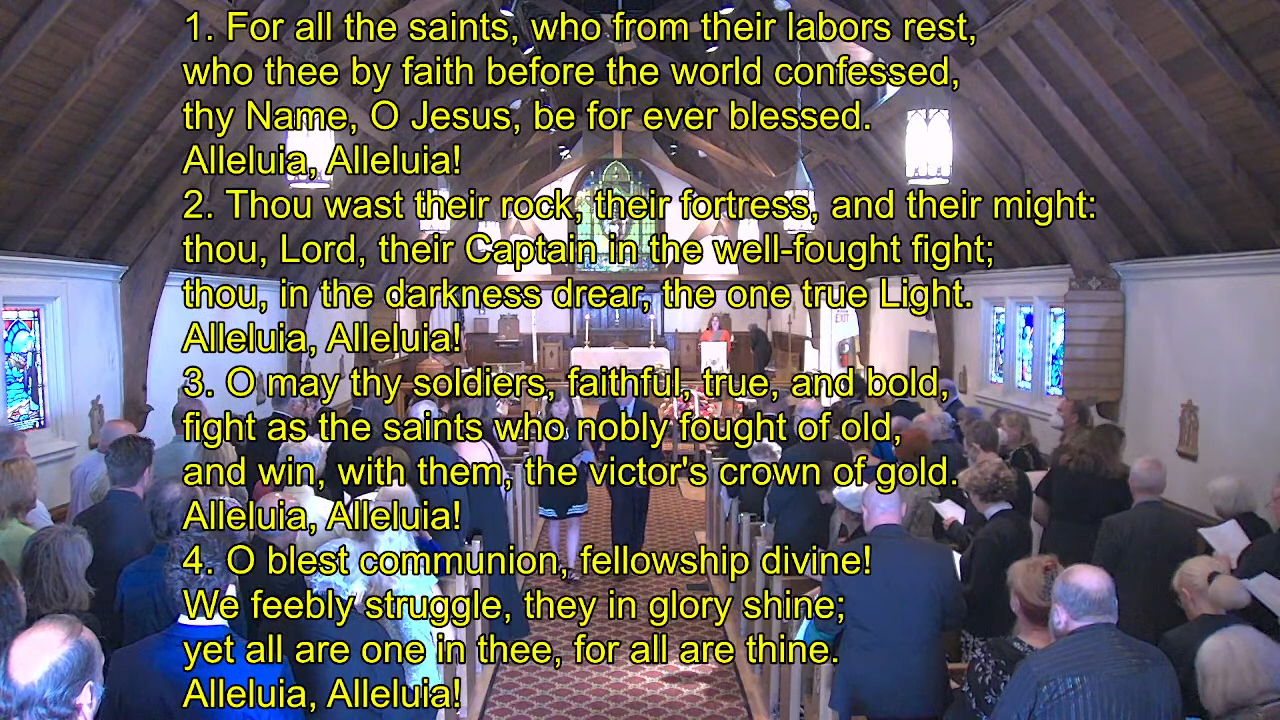 1. For all the saints, who from their labors rest,
who thee by faith before the world confessed,
thy Name, O Jesus, be for ever blessed.
Alleluia, Alleluia!
2. Thou wast their rock, their fortress, and their might:
thou, Lord, their Captain in the well-fought fight;
thou, in the darkness drear, the one true Light.
Alleluia, Alleluia!
EXIT
3. O may thy soldiers, faithful, true, and bold,
fight as the saints who nobly fought of old,
and win, with them, the victor's crown of gold.
Alleluia, Alleluia!
4. O blest communion, fellowship divine!
We feebly struggle, they in glory shine;
yet all are one in thee, for all are thine.
Alleluia, Alleluia!